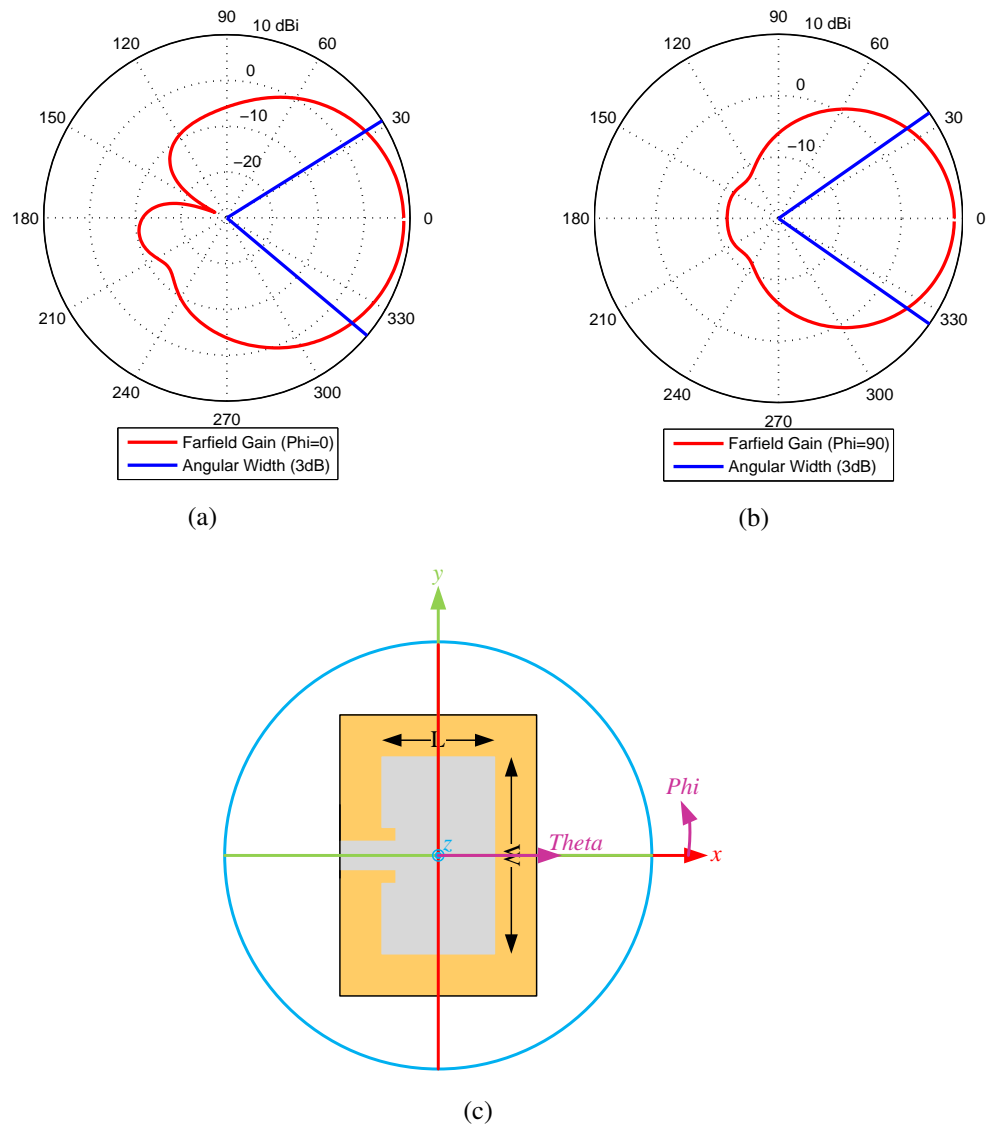 90
10 dBi
120
60
0
150
30
−10
−20
180
0
210
330
240
300
270
Farfield Gain (Phi=0)
Angular Width (3dB)
(a)
90
10 dBi
120
60
0
150
30
−10
180
0
210
330
240
300
270
Farfield Gain (Phi=90)
Angular Width (3dB)
(b)
y
L
Phi
z
Theta
W
x
(c)